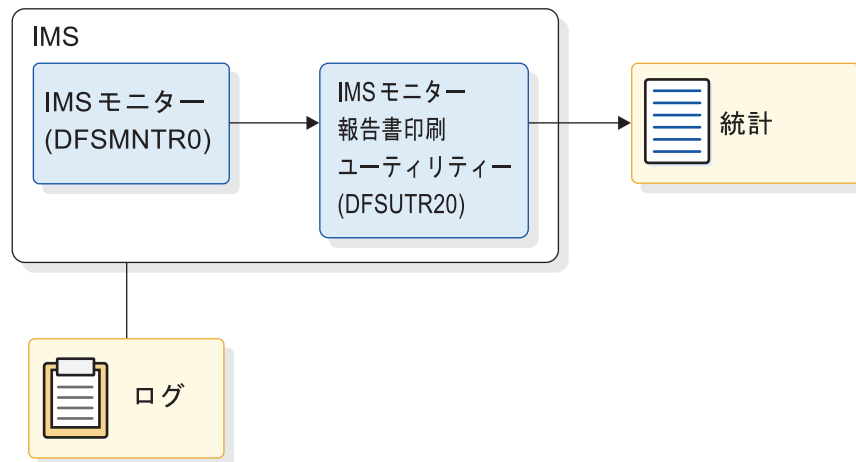 IMS
IMS モニター
(DFSMNTR0)
IMS モニター
報告書印刷
ユーティリティー
(DFSUTR20)
統計
ログ